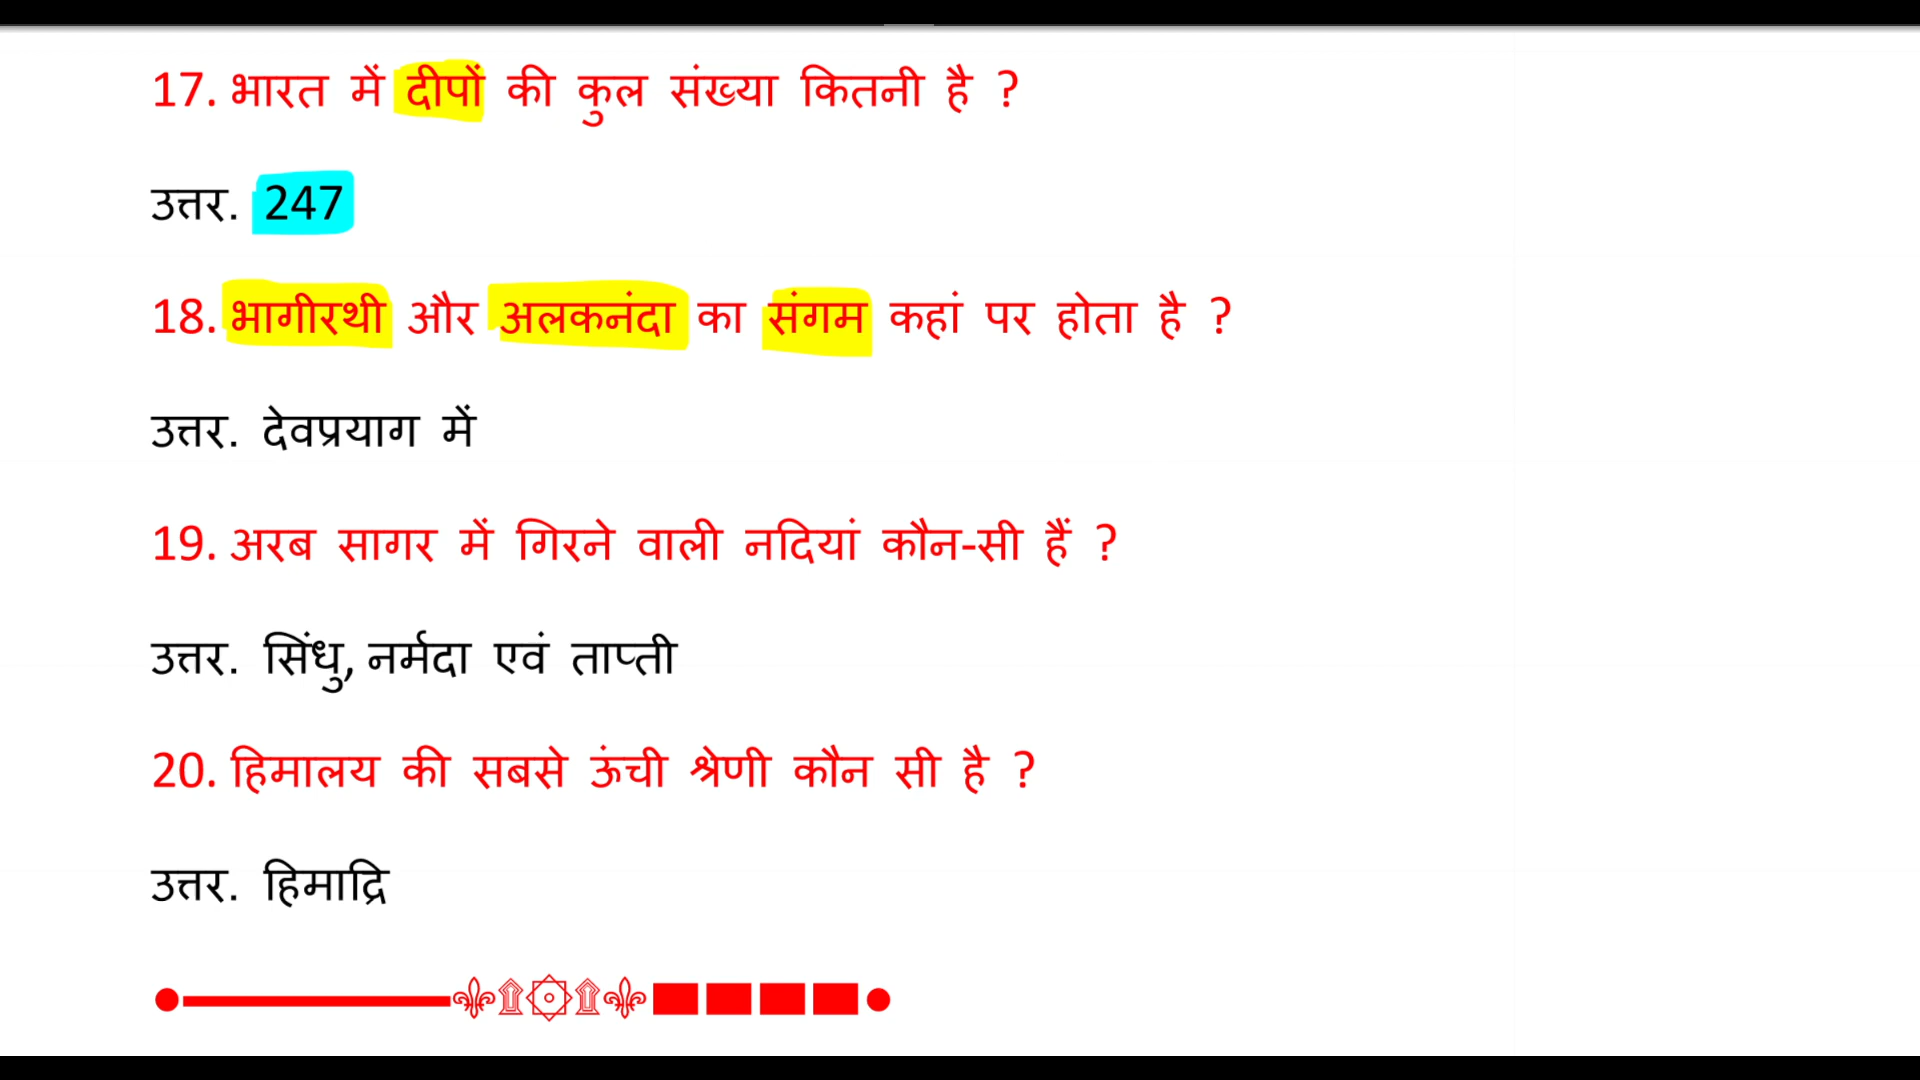 17. भारत में दीपों की कुल संख्या कितनी है ?
उत्तर. 247
18. भागीरथी और अलकनंदा का संगम कहां पर होता है ?
उत्तर. देवप्रयाग में
19. अरब सागर में गिरने वाली नदियां कौन-सी हैं ?
उत्तर. सिंधु, नर्मदा एवं ताप्ती
20. हिमालय की सबसे ऊंची श्रेणी कौन सी है ?
उत्तर. हिमाद्रि